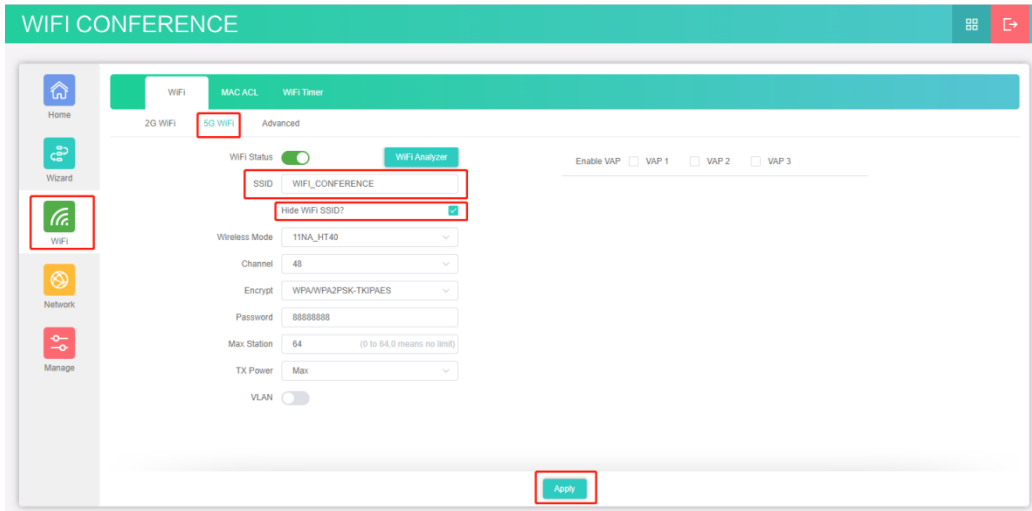 WIFI CONFERENCE
Home
Wizard
WiFi
Network
Manage
WiFi MAC ACL WiFi Timer
2G WiFi 5G WiFi Advanced
WiFi Status WiFi Analyzer
SSID WIFI_CONFERENCE
Hide WiFi SSID?
Wireless Mode 11NA_HT40
Channel 48
Encrypt WPA/WPA2PSK-TKIPAES
Password 88888888
Max Station 64 (0 to 64,0 means no limit)
TX Power Max
VLAN
Enable VAP VAP 1 VAP 2 VAP 3
Apply